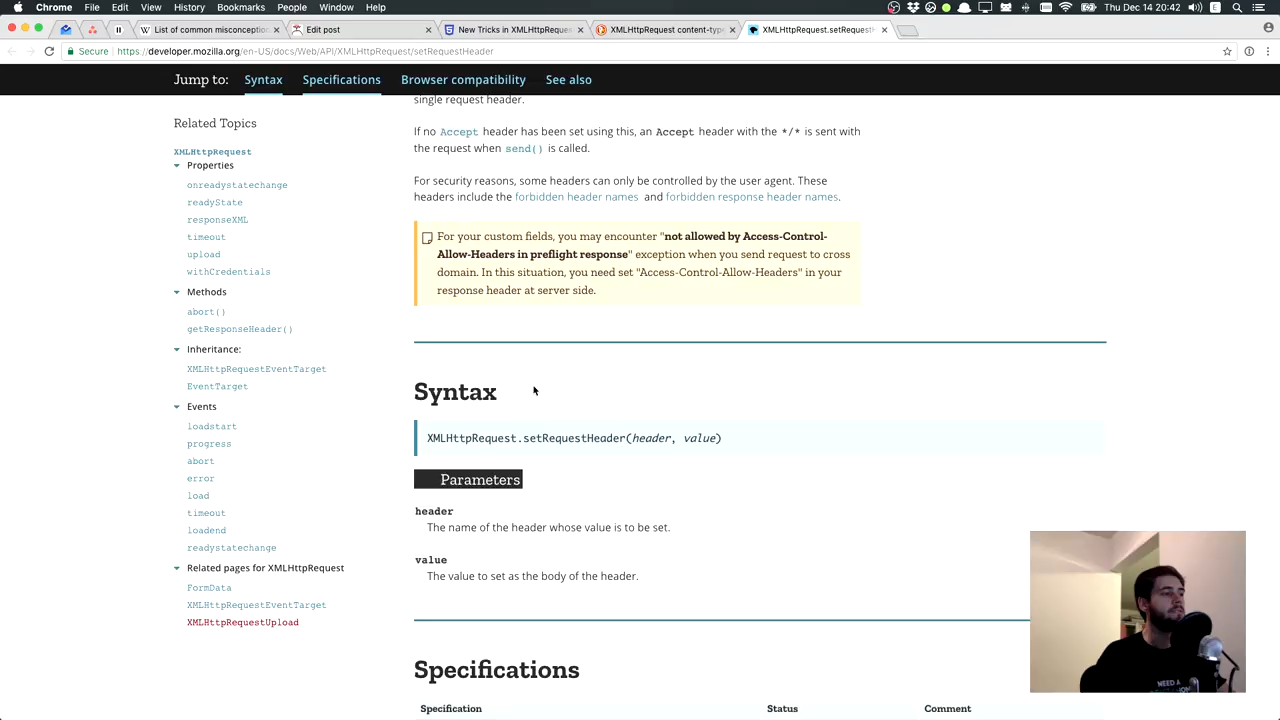 Chrome File Edit View History Bookmarks People Window Help
100% Thu 14 Dec 20:42
List of common misconception
Edit post
New Tricks in XMLHttpReques
XMLHttpRequest content-type
XMLHttpRequest.setRequestH
Secure https://developer.mozilla.org/en-US/docs/Web/API/XMLHttpRequest/setRequestHeader
Jump to: Syntax Specifications Browser compatibility See also
Related Topics
XMLHttpRequest
Properties
onreadystatechange
readyState
responseXML
timeout
upload
withCredentials
Methods
abort()
getResponseHeader()
Inheritance:
XMLHttpRequestEventTarget
EventTarget
Events
loadstart
progress
abort
error
load
timeout
loadend
readystatechange
Related pages for XMLHttpRequest
FormData
XMLHttpRequestEventTarget
XMLHttpRequestUpload
single request header.
If no Accept header has been set using this, an Accept header with the */* is sent with
the request when send() is called.
For security reasons, some headers can only be controlled by the user agent. These
headers include the forbidden header names and forbidden response header names.
For your custom fields, you may encounter "not allowed by Access-Control-
Allow-Headers in preflight response" exception when you send request to cross
domain. In this situation, you need set "Access-Control-Allow-Headers" in your
response header at server side.
Syntax
XMLHttpRequest.setRequestHeader(header, value)
Parameters
header
The name of the header whose value is to be set.
value
The value to set as the body of the header.
Specifications
Specification Status Comment
NEED A